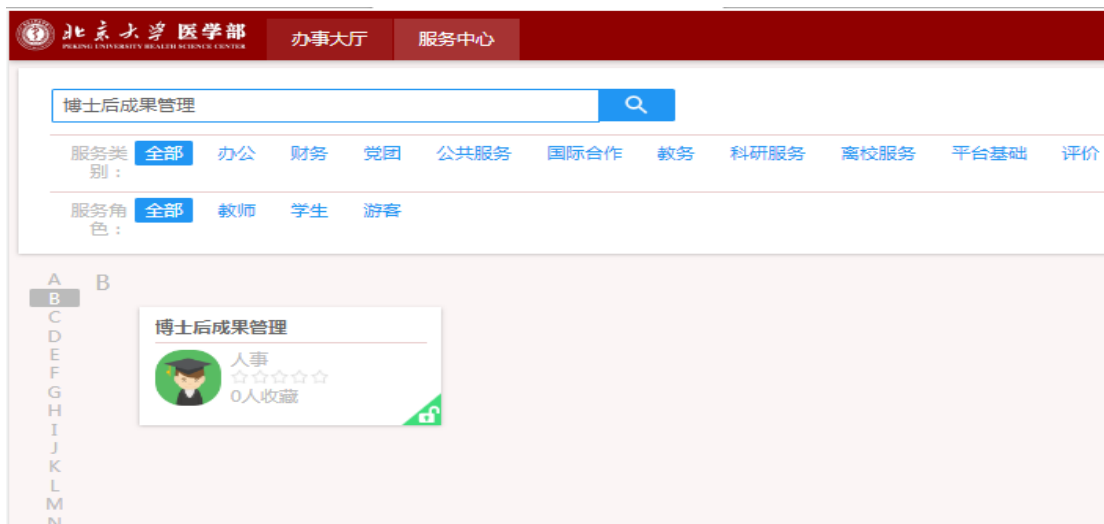 北京大学 医学部 办事大厅 服务中心
PEKING UNIVERSITY HEALTH SCIENCE CENTER
博士后成果管理
服务类别： 全部 办公 财务 党团 公共服务 国际合作 教务 科研服务 离校服务 平台基础 评价
服务角色： 全部 教师 学生 游客
A
B
C
D
E
F
G
H
I
J
K
L
M
N
B
博士后成果管理
人事
0人收藏